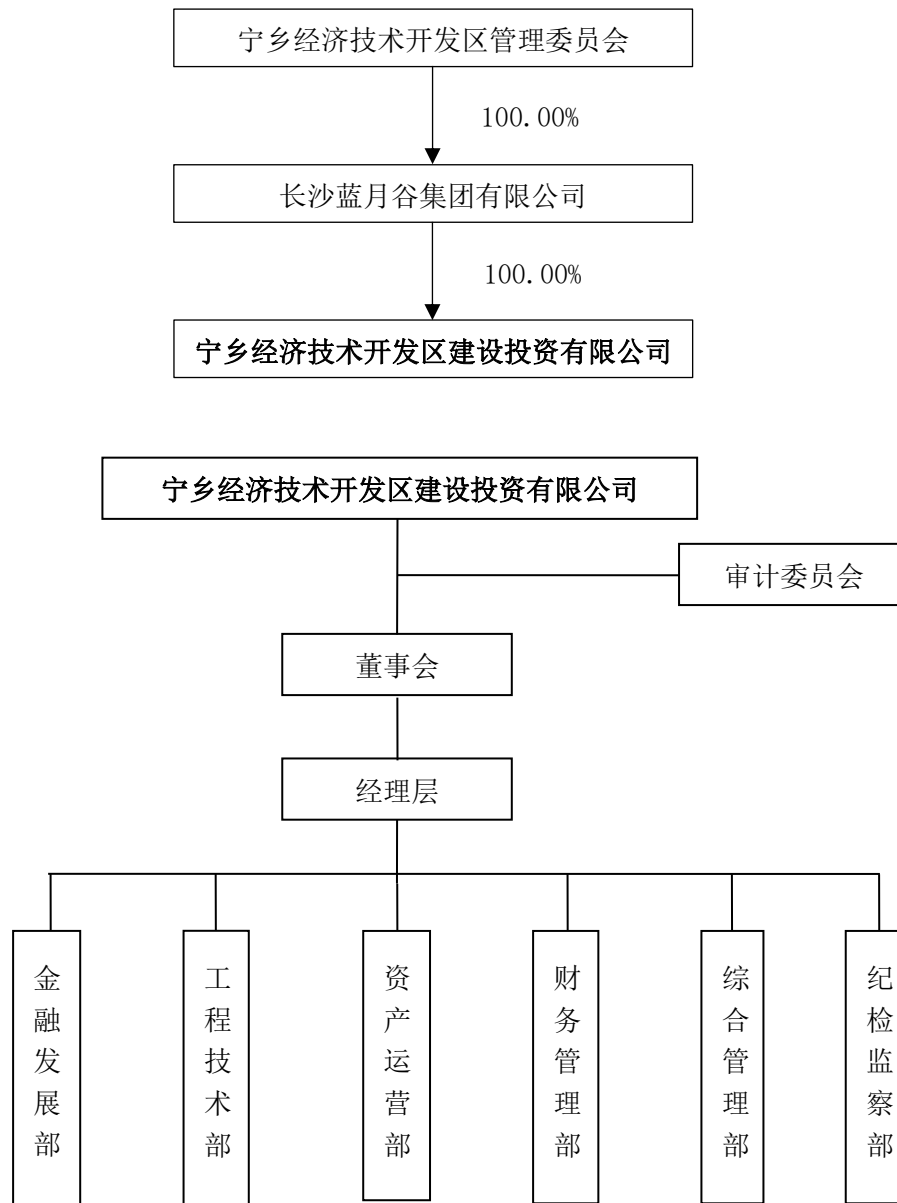 宁乡经济技术开发区管理委员会
100.00%
长沙蓝月谷集团有限公司
100.00%
宁乡经济技术开发区建设投资有限公司
宁乡经济技术开发区建设投资有限公司
审计委员会
董事会
经理层
金融发展部
工程技术部
资产运营部
财务管理部
综合管理部
纪检监察部